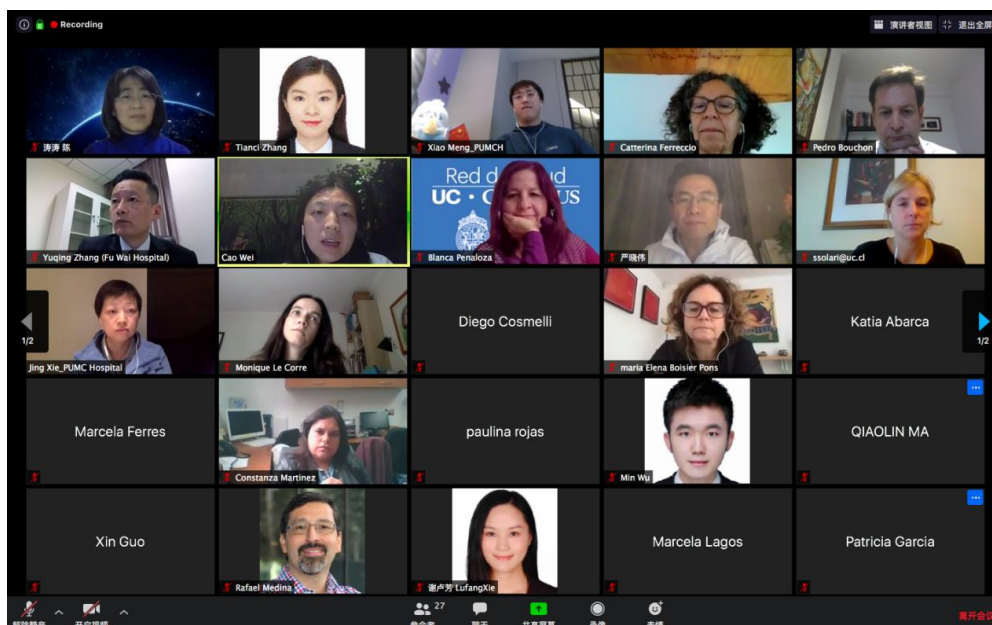 Recording
演讲者视图 退出全屏
涛涛 陈
Tianci Zhang
Xiao Meng_PUMCH
Catterina Ferreccio
Pedro Bouchon
Yuqing Zhang (Fu Wai Hospital)
Cao Wei
Red d
UC • C US
Blanca Penaloza
严晓伟
ssolari@uc.cl
1/2
Jing Xie_PUMC Hospital
Monique Le Corre
Diego Cosmelli
maria Elena Boisier Pons
Katia Abarca
1/2
Marcela Ferres
Constanza Martinez
paulina rojas
Min Wu
QIAOLIN MA
Xin Guo
Rafael Medina
谢卢芳 LufangXie
Marcela Lagos
Patricia Garcia
27
离开会议